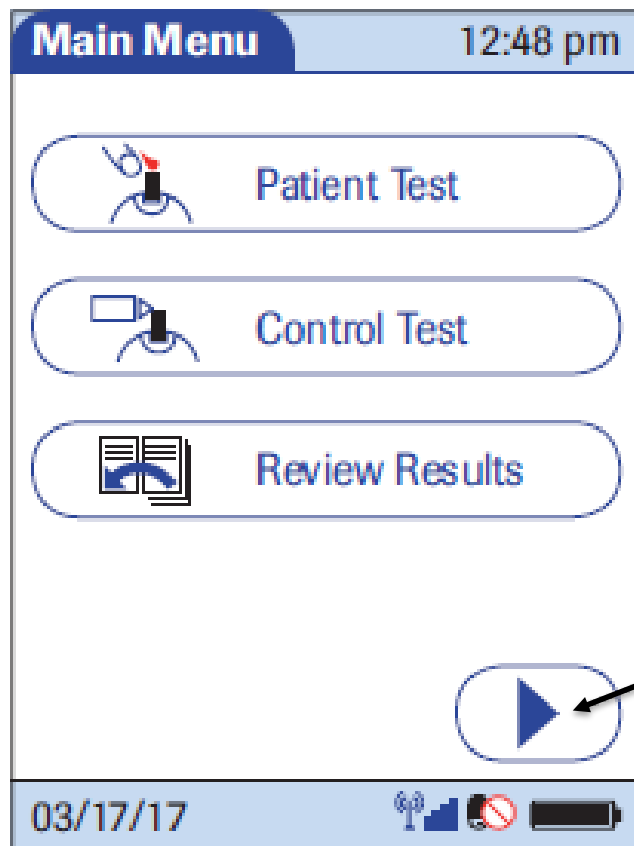 Main Menu 12:48 pm
Patient Test
Control Test
Review Results
03/17/17